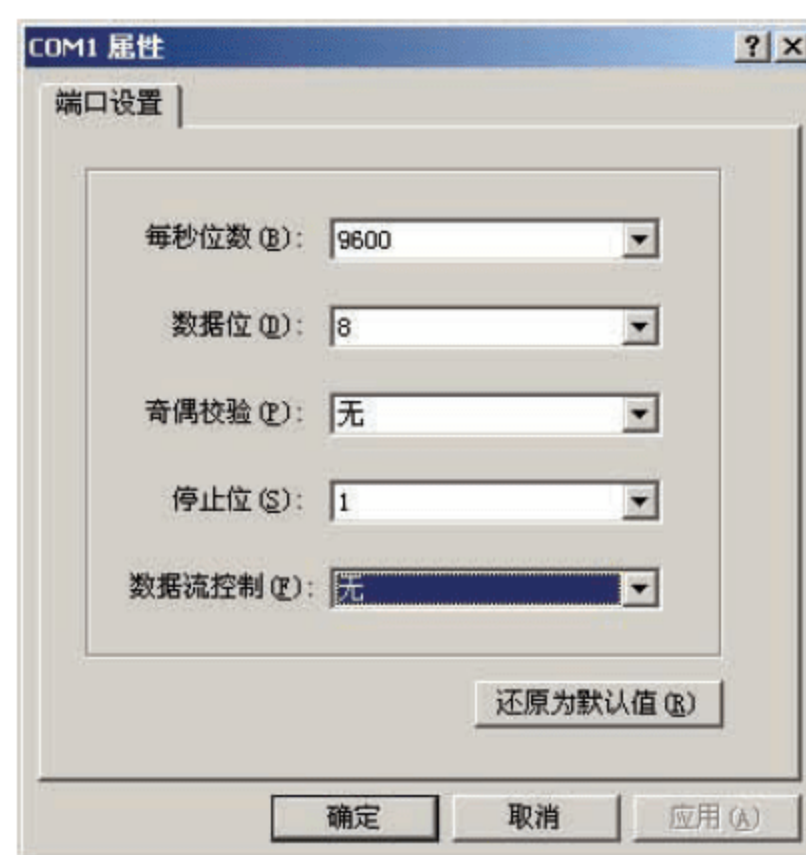 COM1 属性
端口设置
每秒位数(B): 9600
数据位(D): 8
奇偶校验(P): 无
停止位(S): 1
数据流控制(F): 无
还原为默认值(R)
确定 取消 应用(A)